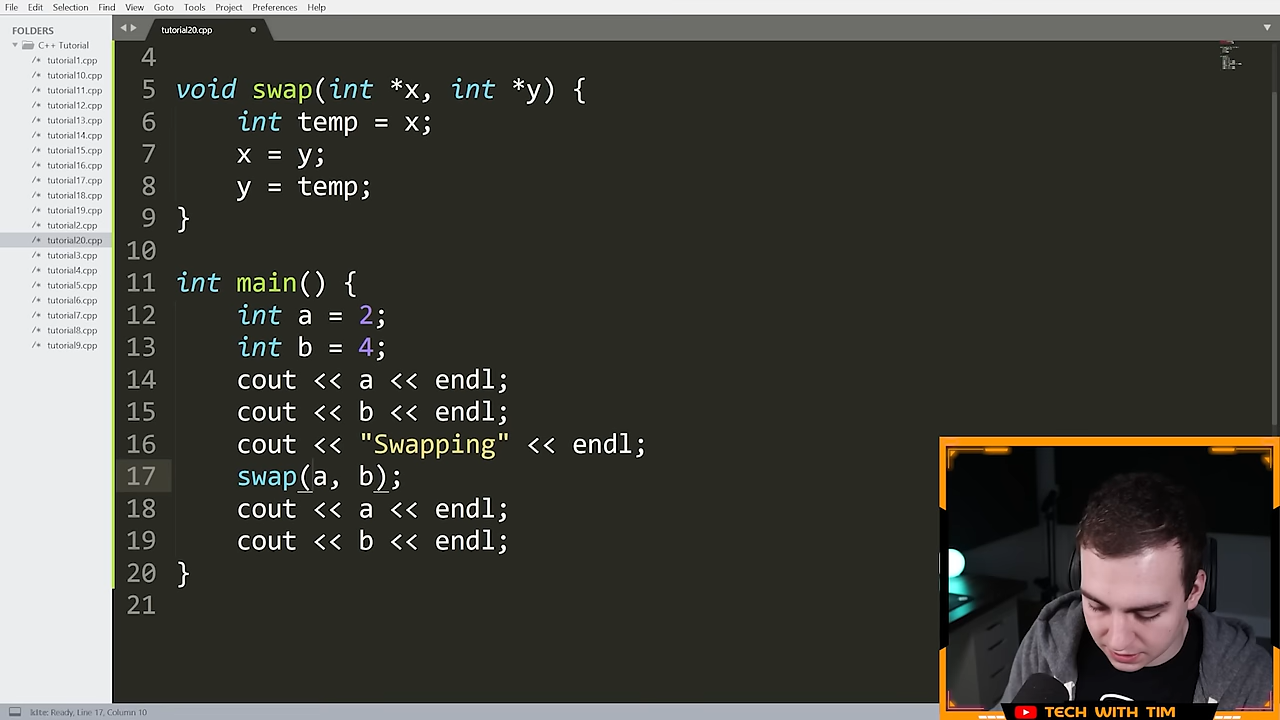 File Edit Selection Find View Goto Tools Project Preferences Help
FOLDERS
C++ Tutorial
tutorial1.cpp
tutorial10.cpp
tutorial11.cpp
tutorial12.cpp
tutorial13.cpp
tutorial14.cpp
tutorial15.cpp
tutorial16.cpp
tutorial17.cpp
tutorial18.cpp
tutorial19.cpp
tutorial2.cpp
tutorial20.cpp
tutorial3.cpp
tutorial4.cpp
tutorial5.cpp
tutorial6.cpp
tutorial7.cpp
tutorial8.cpp
tutorial9.cpp
tutorial20.cpp
4
5 void swap(int *x, int *y) {
6 int temp = x;
7 x = y;
8 y = temp;
9 }
10
11 int main() {
12 int a = 2;
13 int b = 4;
14 cout << a << endl;
15 cout << b << endl;
16 cout << "Swapping" << endl;
17 swap(a, b);
18 cout << a << endl;
19 cout << b << endl;
20 }
21
Ready, Line 17, Column 10
TECH WITH TIM